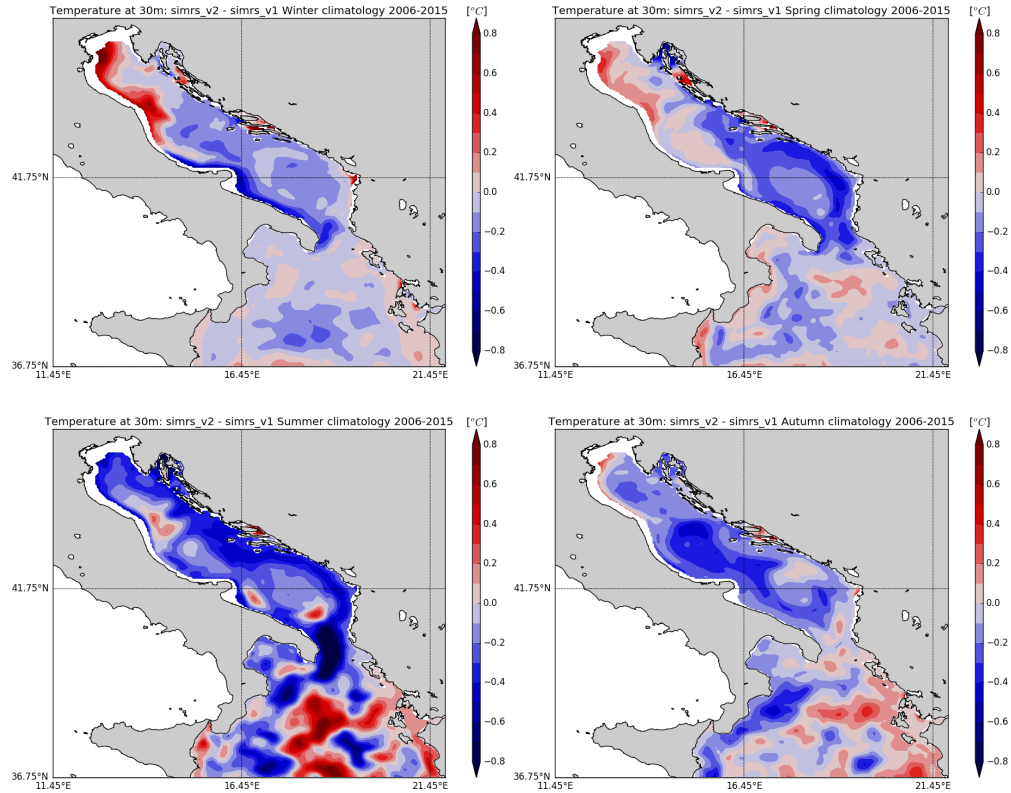 Temperature at 30m: simrs_v2 - simrs_v1 Winter climatology 2006-2015 [°C]
0.8
0.6
0.4
0.2
0.0
−0.2
−0.4
−0.6
−0.8
41.75°N
36.75°N
11.45°E 16.45°E 21.45°E
Temperature at 30m: simrs_v2 - simrs_v1 Spring climatology 2006-2015 [°C]
0.8
0.6
0.4
0.2
0.0
−0.2
−0.4
−0.6
−0.8
41.75°N
36.75°N
11.45°E 16.45°E 21.45°E
Temperature at 30m: simrs_v2 - simrs_v1 Summer climatology 2006-2015 [°C]
0.8
0.6
0.4
0.2
0.0
−0.2
−0.4
−0.6
−0.8
41.75°N
36.75°N
11.45°E 16.45°E 21.45°E
Temperature at 30m: simrs_v2 - simrs_v1 Autumn climatology 2006-2015 [°C]
0.8
0.6
0.4
0.2
0.0
−0.2
−0.4
−0.6
−0.8
41.75°N
36.75°N
11.45°E 16.45°E 21.45°E